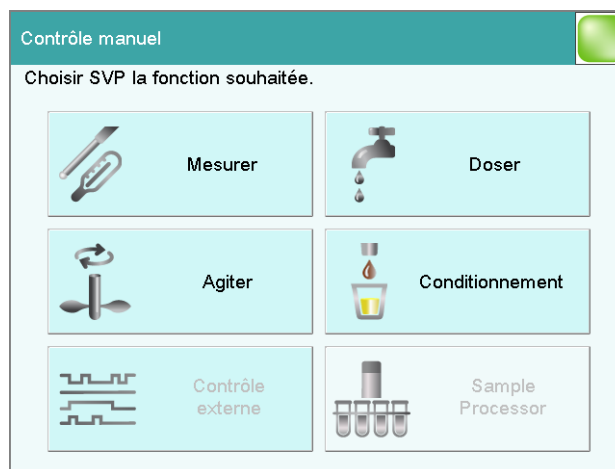 Contrôle manuel
Choisir SVP la fonction souhaitée.
Mesurer
Doser
Agiter
Conditionnement
Contrôle
externe
Sample
Processor